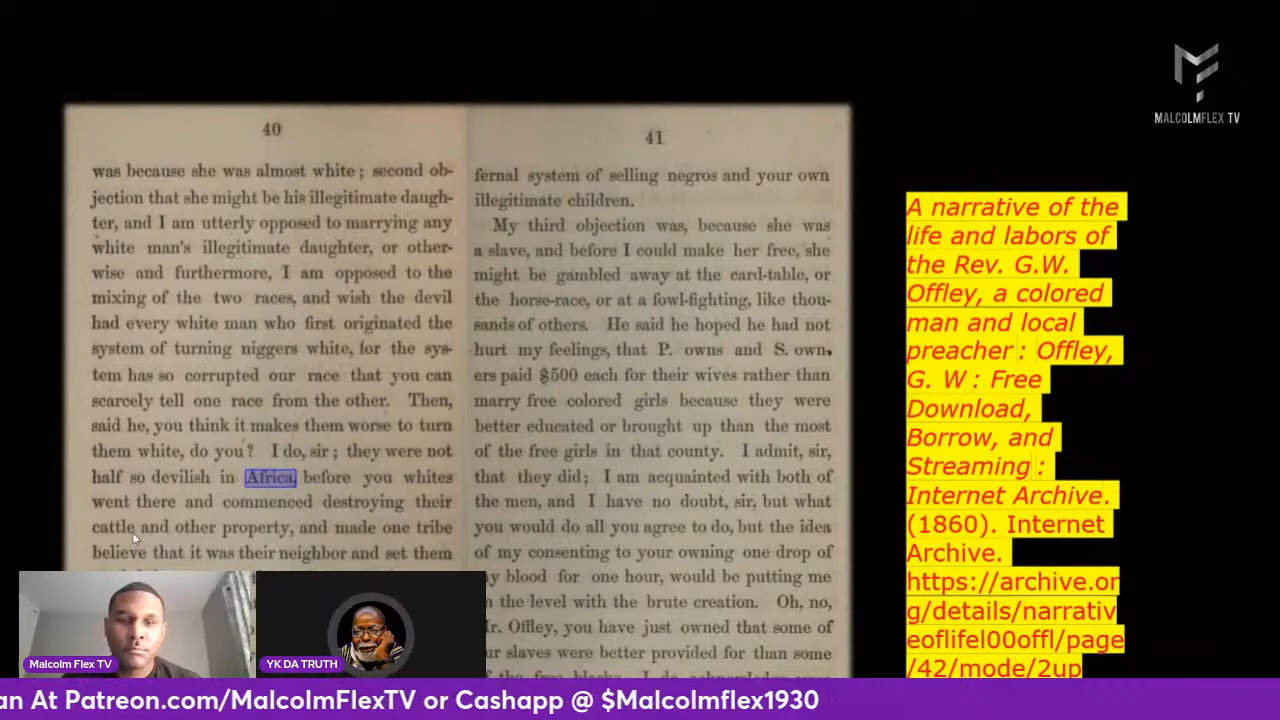 MALCOLMFLEX TV
40
was because she was almost white; second ob-
jection that she might be his illegitimate daugh-
ter, and I am utterly opposed to marrying any
white man's illegitimate daughter, or other-
wise and furthermore, I am opposed to the
mixing of the two races, and wish the devil
had every white man who first originated the
system of turning niggers white, for the sys-
tem has so corrupted our race that you can
scarcely tell one race from the other. Then,
said he, you think it makes them worse to turn
them white, do you? I do, sir; they were not
half so devilish in Africa, before you whites
went there and commenced destroying their
cattle and other property, and made one tribe
believe that it was their neighbor and set them
41
fernal system of selling negros and your own
illegitimate children.
My third objection was, because she was
a slave, and before I could make her free, she
might be gambled away at the card-table, or
the horse-race, or at a fowl-fighting, like thou-
sands of others. He said he hoped he had not
hurt my feelings, that P. owns and S. own-
ers paid $500 each for their wives rather than
marry free colored girls because they were
better educated or brought up than the most
of the free girls in that county. I admit, sir,
that they did; I am acquainted with both of
the men, and I have no doubt, sir, but what
you would do all you agree to do, but the idea
of my consenting to your owning one drop of
blood for one hour, would be putting me
the level with the brute creation. Oh, no,
Offley, you have just owned that some of
slaves were better provided for than some
of the free blacks. I do acknowledge
A narrative of the
life and labors of
the Rev. G.W.
Offley, a colored
man and local
preacher : Offley,
G. W : Free
Download,
Borrow, and
Streaming :
Internet Archive.
(1860). Internet
Archive.
https://archive.or
g/details/narrativ
eoflifel00offl/page
/42/mode/2up
Malcolm Flex TV
YK DA TRUTH
an At Patreon.com/MalcolmFlexTV or Cashapp @ $Malcolmflex1930